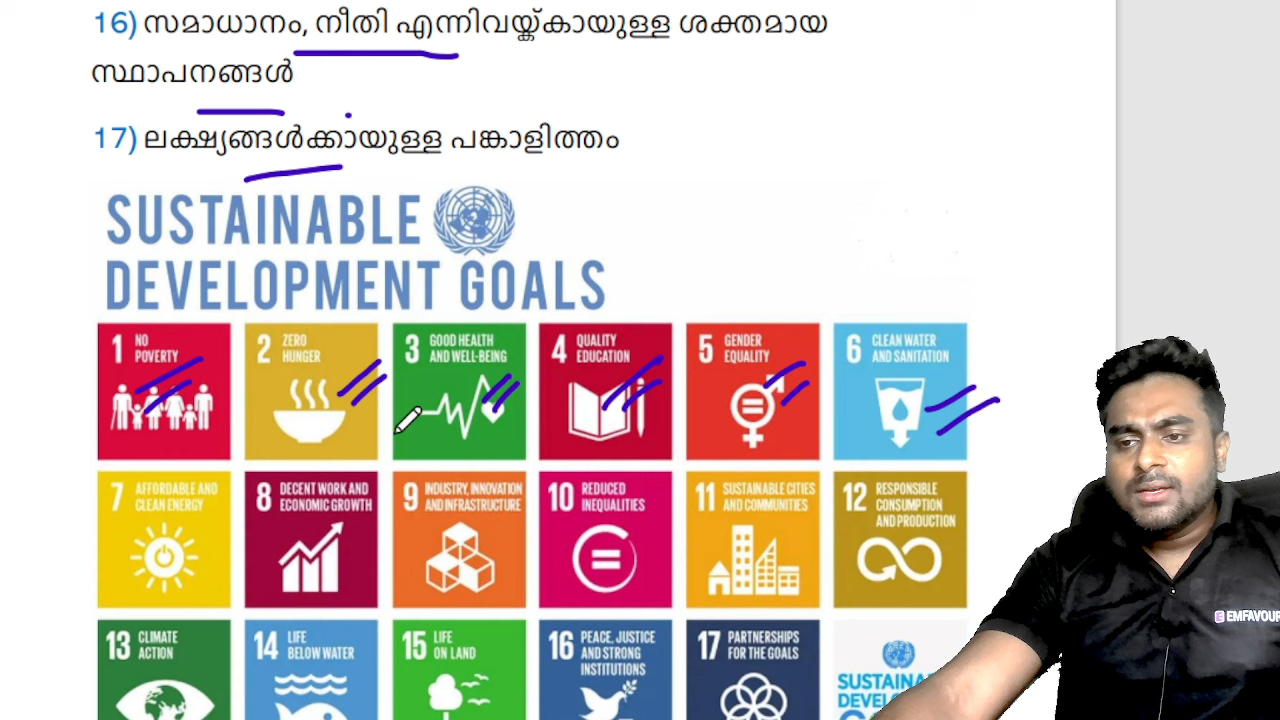 16) സമാധാനം, നീതി എന്നിവയ്ക്കായുള്ള ശക്തമായ
സ്ഥാപനങ്ങൾ
17) ലക്ഷ്യങ്ങൾക്കായുള്ള പങ്കാളിത്തം
SUSTAINABLE
DEVELOPMENT GOALS
1 NO
POVERTY
2 ZERO
HUNGER
3 GOOD HEALTH
AND WELL-BEING
4 QUALITY
EDUCATION
5 GENDER
EQUALITY
6 CLEAN WATER
AND SANITATION
7 AFFORDABLE AND
CLEAN ENERGY
8 DECENT WORK AND
ECONOMIC GROWTH
9 INDUSTRY, INNOVATION
AND INFRASTRUCTURE
10 REDUCED
INEQUALITIES
11 SUSTAINABLE CITIES
AND COMMUNITIES
12 RESPONSIBLE
CONSUMPTION
AND PRODUCTION
13 CLIMATE
ACTION
14 LIFE
BELOW WATER
15 LIFE
ON LAND
16 PEACE, JUSTICE
AND STRONG
INSTITUTIONS
17 PARTNERSHIPS
FOR THE GOALS
E EMFAVOUR